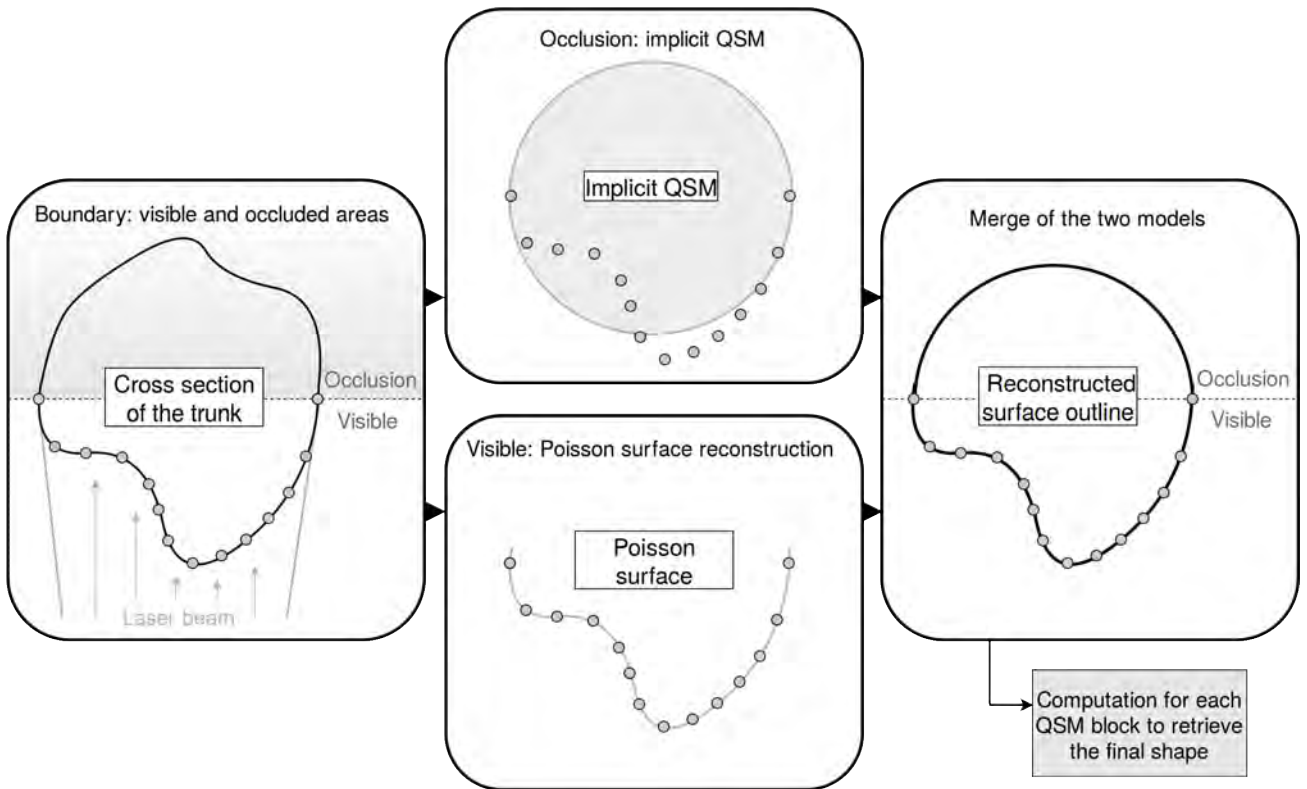 Boundary: visible and occluded areas
Cross section
of the trunk
Occlusion
Visible
Laser beam
Occlusion: implicit QSM
Implicit QSM
Visible: Poisson surface reconstruction
Poisson
surface
Merge of the two models
Reconstructed
surface outline
Occlusion
Visible
Computation for each
QSM block to retrieve
the final shape